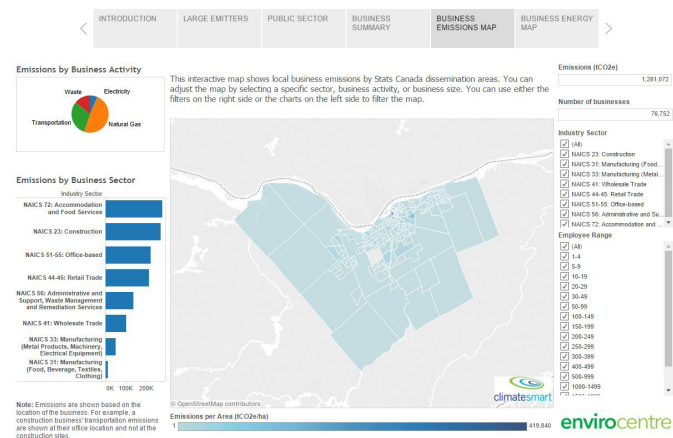 INTRODUCTION
LARGE EMITTERS
PUBLIC SECTOR
BUSINESS
SUMMARY
BUSINESS
EMISSIONS MAP
BUSINESS ENERGY
MAP
Emissions by Business Activity
Waste
Electricity
Transportation
Natural Gas
Emissions by Business Sector
Industry Sector
NAICS 72: Accommodation
and Food Services
NAICS 23: Construction
NAICS 51-55: Office-based
NAICS 44-45: Retail Trade
NAICS 56: Administrative and
Support, Waste Management
and Remediation Services
NAICS 41: Wholesale Trade
NAICS 33: Manufacturing
(Metal Products, Machinery,
Electrical Equipment)
NAICS 31: Manufacturing
(Food, Beverage, Textiles,
Clothing)
0K 100K 200K
Note: Emissions are shown based on the
location of the business. For example, a
construction business' transportation emissions
are shown at their office location and not at the
construction sites.
This interactive map shows local business emissions by Stats Canada dissemination areas. You can
adjust the map by selecting a specific sector, business activity, or business size. You can use either the
filters on the right side or the charts on the left side to filter the map.
© OpenStreetMap contributors
climatesmart
Emissions per Area (tCO2e/ha)
1
419,840
Emissions (tCO2e)
1,281,072
Number of businesses
76,752
Industry Sector
(All)
NAICS 23: Construction
NAICS 31: Manufacturing (Food...
NAICS 33: Manufacturing (Metal...
NAICS 41: Wholesale Trade
NAICS 44-45: Retail Trade
NAICS 51-55: Office-based
NAICS 56: Administrative and Su...
NAICS 72: Accommodation and ...
Employee Range
(All)
1-4
5-9
10-19
20-29
30-49
50-99
100-149
150-199
200-249
250-299
300-399
400-499
500-999
1000-1499
envirocentre